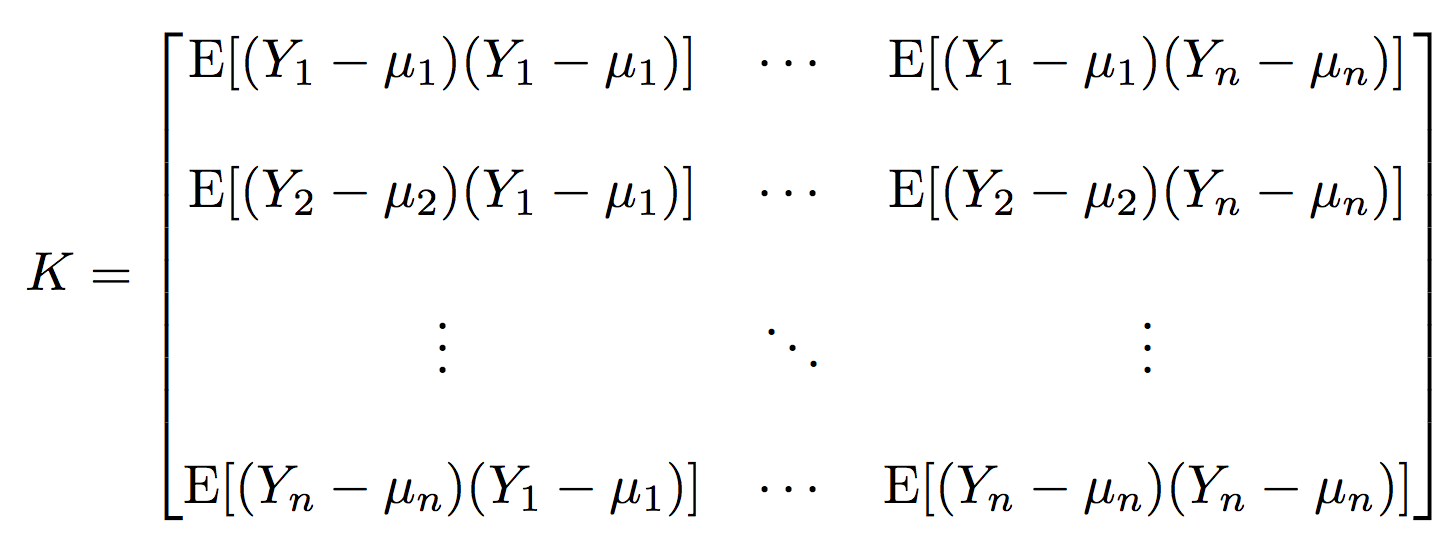 E[(Y₁ − μ₁)(Y₁ − μ₁)] ⋯ E[(Y₁ − μ₁)(Yₙ − μₙ)]
E[(Y₂ − μ₂)(Y₁ − μ₁)] ⋯ E[(Y₂ − μ₂)(Yₙ − μₙ)]
K =
⋮ ⋱ ⋮
E[(Yₙ − μₙ)(Y₁ − μ₁)] ⋯ E[(Yₙ − μₙ)(Yₙ − μₙ)]